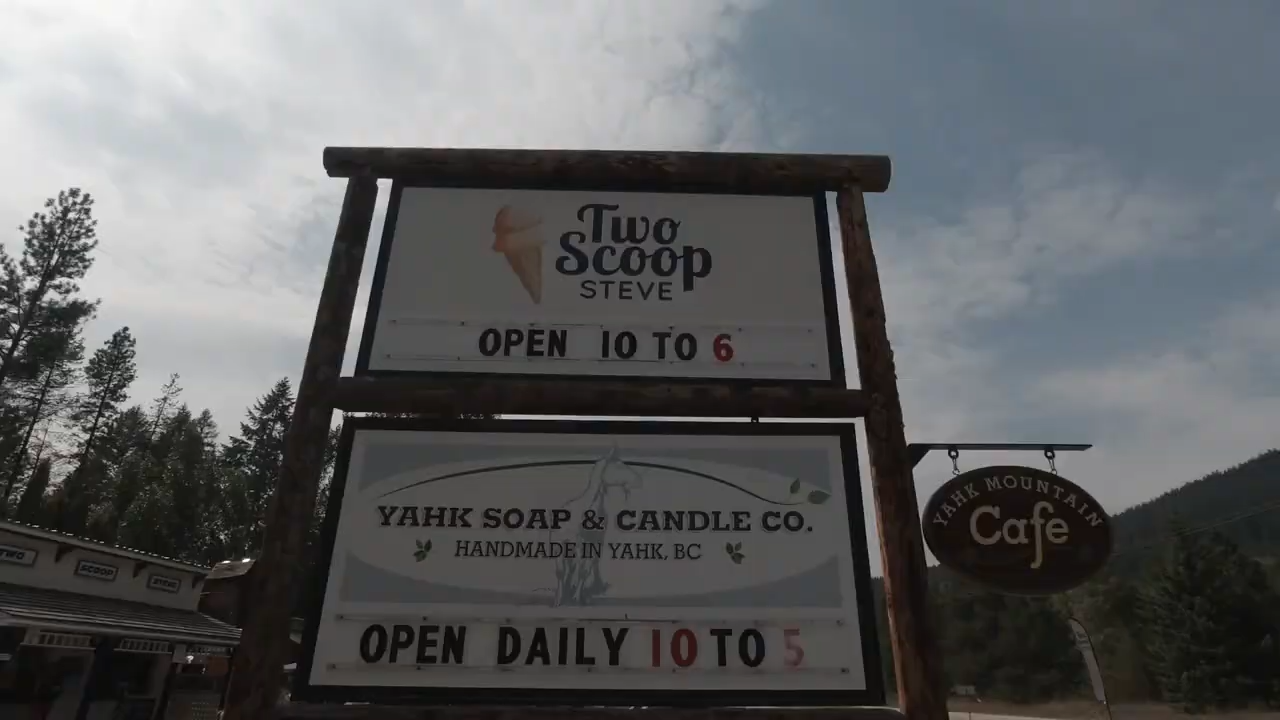 Two
Scoop
STEVE
OPEN 10 TO 6
YAHK SOAP & CANDLE CO.
HANDMADE IN YAHK, BC
OPEN DAILY 10 TO 5
YAHK MOUNTAIN
Cafe
TWO
SCOOP
STEVE